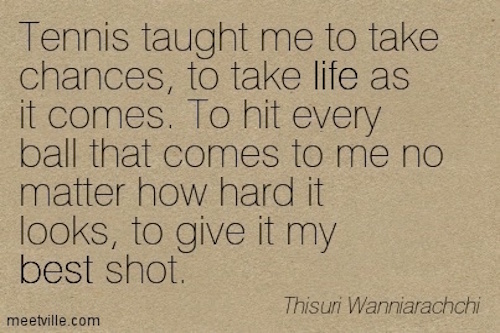 Tennis taught me to take
chances, to take life as
it comes. To hit every
ball that comes to me no
matter how hard it
looks, to give it my
best shot.
Thisuri Wanniarachchi
meetville.com